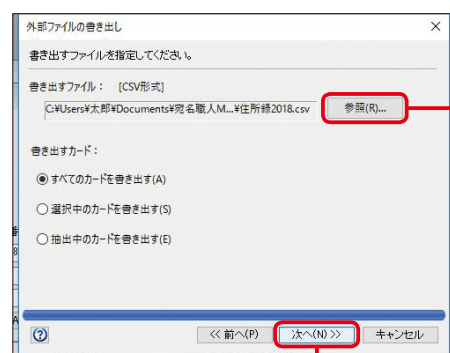 外部ファイルの書き出し
書き出すファイルを指定してください。
書き出すファイル： [CSV形式]
C:¥Users¥太郎¥Documents¥宛名職人M...¥住所録2018.csv 参照(R)...
書き出すカード：
すべてのカードを書き出す(A)
選択中のカードを書き出す(S)
抽出中のカードを書き出す(E)
<< 前へ(P) 次へ(N) >> キャンセル